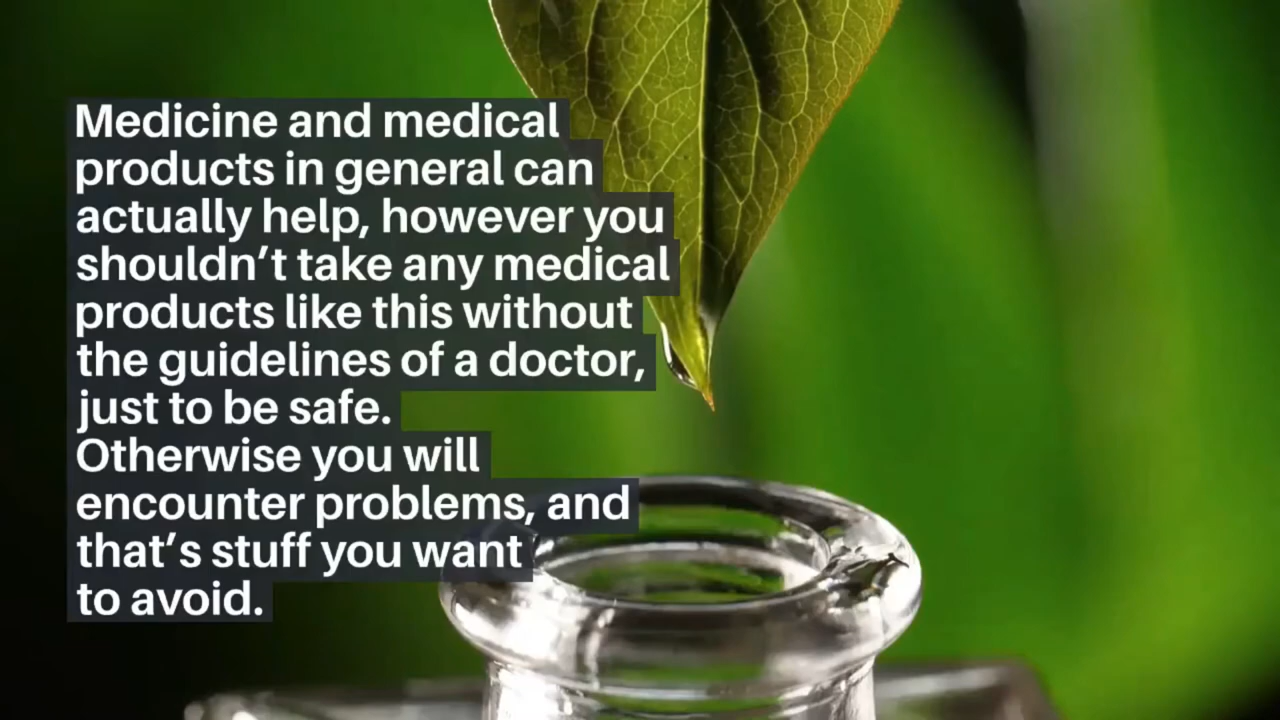 Medicine and medical
products in general can
actually help, however you
shouldn’t take any medical
products like this without
the guidelines of a doctor,
just to be safe.
Otherwise you will
encounter problems, and
that’s stuff you want
to avoid.